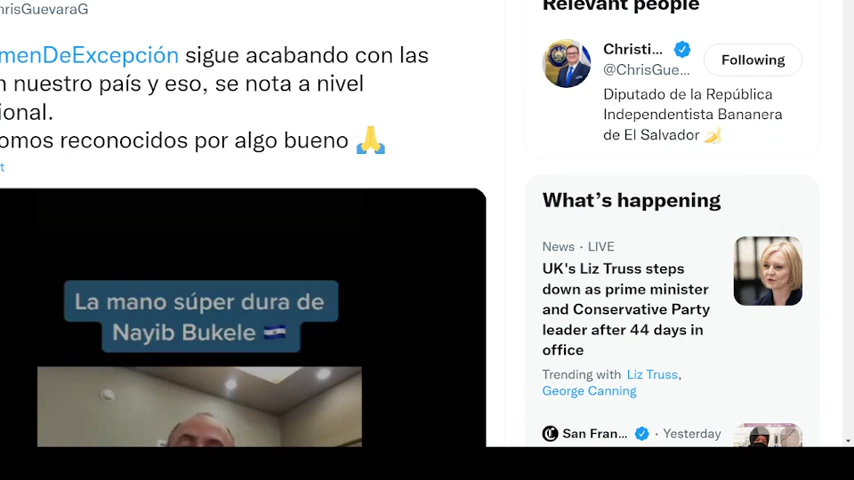 hrisGuevaraG
menDeExcepción sigue acabando con las
n nuestro país y eso, se nota a nivel
ional.
omos reconocidos por algo bueno 🙏
t
La mano súper dura de
Nayib Bukele 🇸🇻
Relevant people
Christi...
@ChrisGue...
Following
Diputado de la República
Independentista Bananera
de El Salvador 🍌
What's happening
News · LIVE
UK's Liz Truss steps
down as prime minister
and Conservative Party
leader after 44 days in
office
Trending with Liz Truss,
George Canning
San Fran... · Yesterday